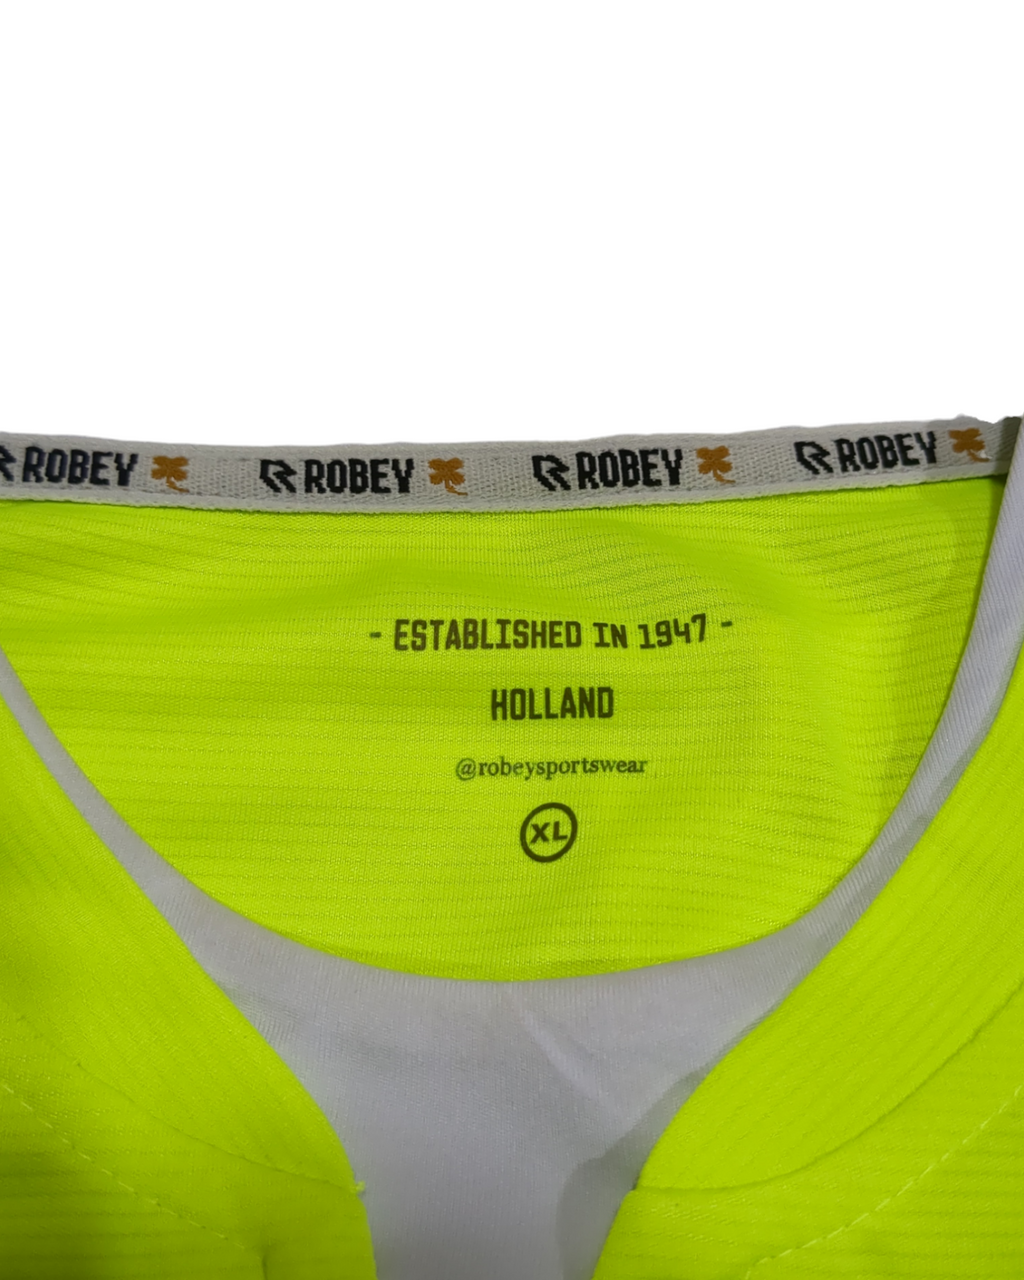 ROBEY ROBEY ROBEY ROBEY
- ESTABLISHED IN 1947 -
HOLLAND
@robeysportswear
XL